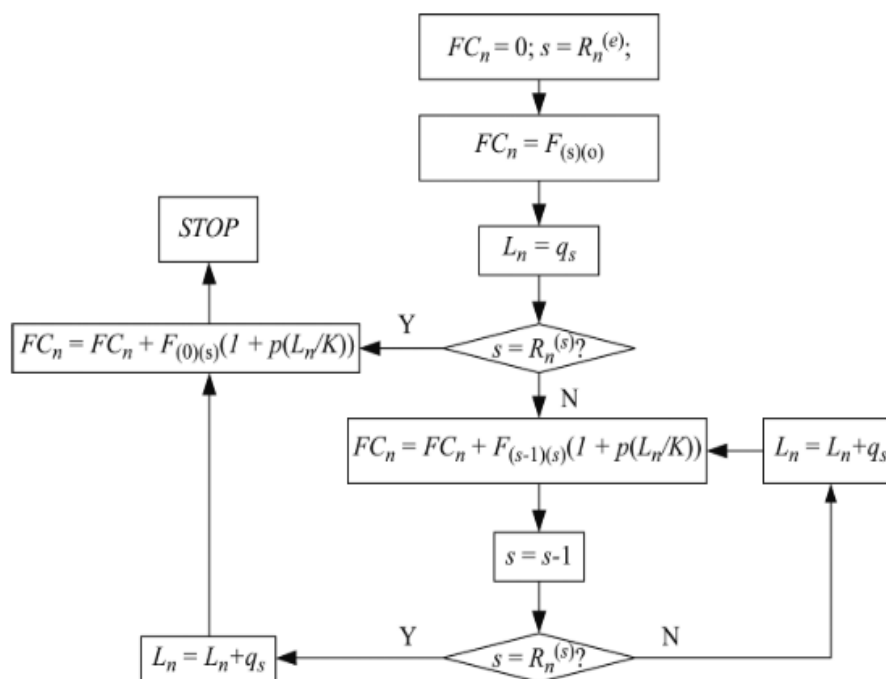 FCₙ = 0; s = Rₙ⁽ᵉ⁾;
FCₙ = F₍ₛ₎₍ₒ₎
STOP
Lₙ = qₛ
Y
FCₙ = FCₙ + F₍₀₎₍ₛ₎(1 + p(Lₙ/K))
s = Rₙ⁽ˢ⁾?
N
FCₙ = FCₙ + F₍ₛ₋₁₎₍ₛ₎(1 + p(Lₙ/K))
Lₙ = Lₙ+qₛ
s = s-1
Y
N
Lₙ = Lₙ+qₛ
s = Rₙ⁽ˢ⁾?